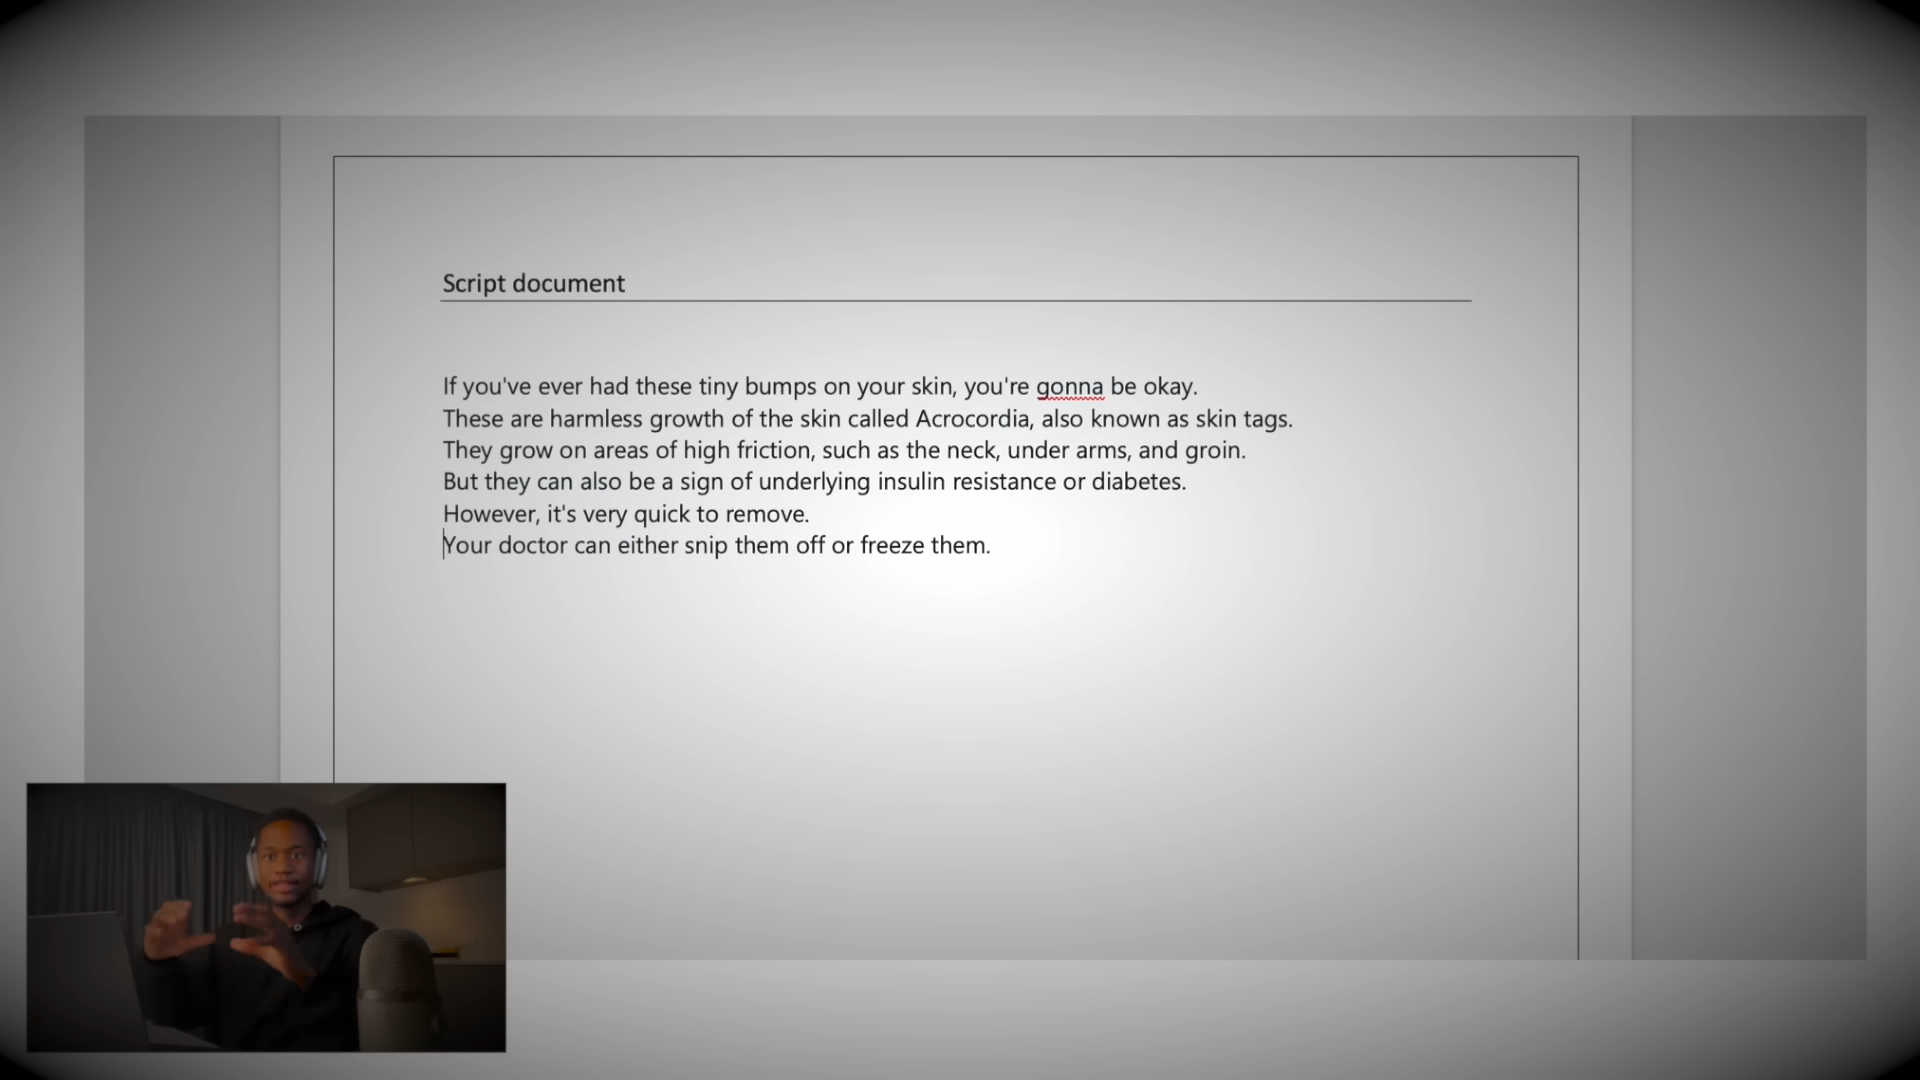 Script document
If you've ever had these tiny bumps on your skin, you're gonna be okay.
These are harmless growth of the skin called Acrocordia, also known as skin tags.
They grow on areas of high friction, such as the neck, under arms, and groin.
But they can also be a sign of underlying insulin resistance or diabetes.
However, it's very quick to remove.
Your doctor can either snip them off or freeze them.